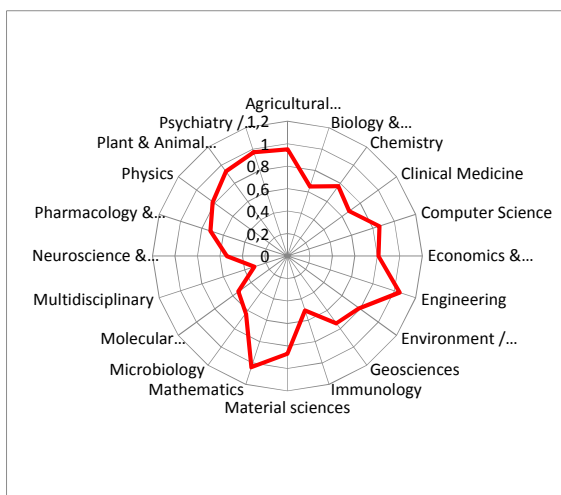 Agricultural…
Biology &…
Chemistry
Clinical Medicine
Computer Science
Economics &…
Engineering
Environment /…
Geosciences
Immunology
Material sciences
Mathematics
Microbiology
Molecular…
Multidisciplinary
Neuroscience &…
Pharmacology &…
Physics
Plant & Animal…
Psychiatry /…
1,2
1
0,8
0,6
0,4
0,2
0